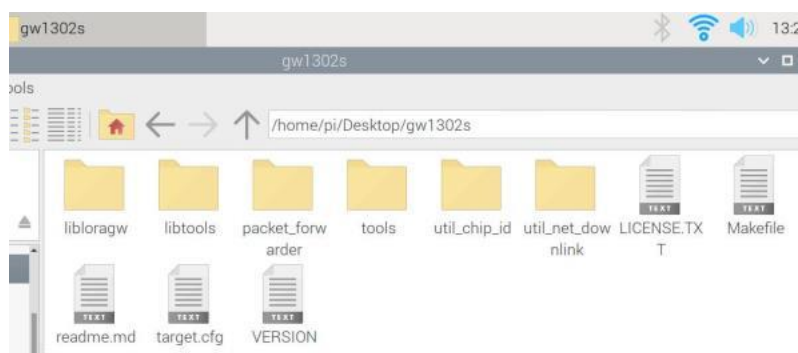 gw1302s
13:2
gw1302s
ools
/home/pi/Desktop/gw1302s
libloragw libtools packet_forw tools util_chip_id util_net_dow LICENSE.TX Makefile
arder nlink T
TEXT TEXT
TEXT TEXT TEXT
readme.md target.cfg VERSION